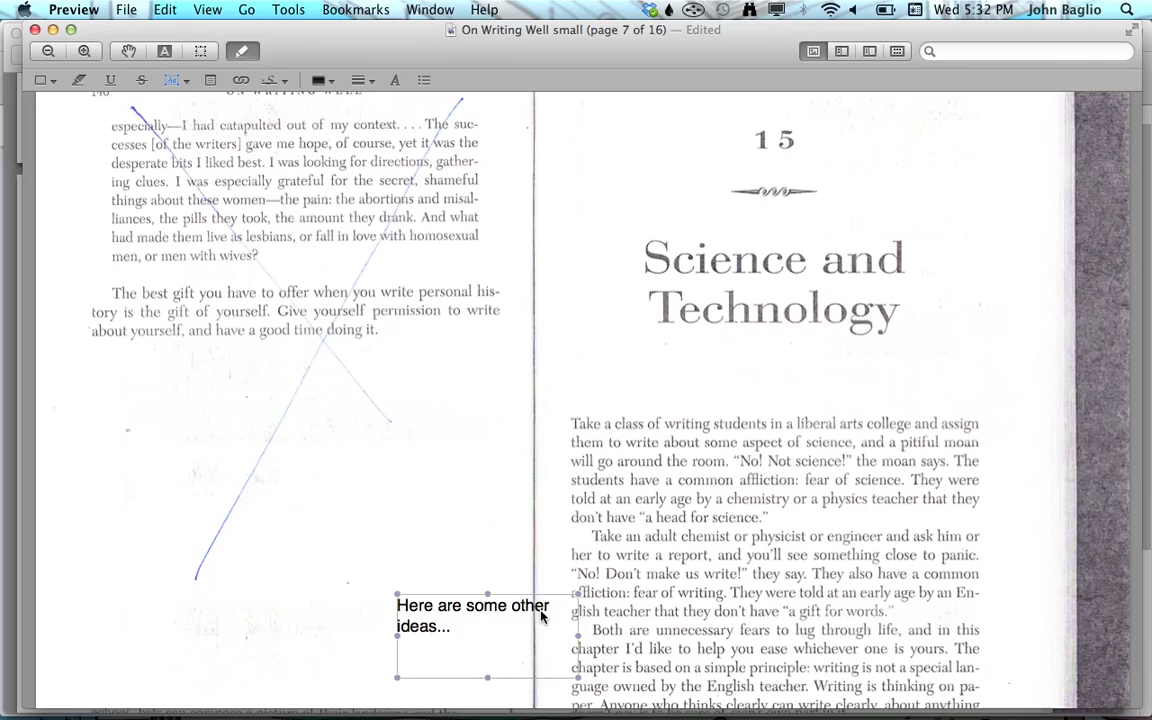 Preview File Edit View Go Tools Bookmarks Window Help Wed 5:32 PM John Baglio
On Writing Well small (page 7 of 16) — Edited
140 ON WRITING WELL
especially—I had catapulted out of my context. . . . The suc-
cesses [of the writers] gave me hope, of course, yet it was the
desperate bits I liked best. I was looking for directions, gather-
ing clues. I was especially grateful for the secret, shameful
things about these women—the pain: the abortions and misal-
liances, the pills they took, the amount they drank. And what
had made them live as lesbians, or fall in love with homosexual
men, or men with wives?
The best gift you have to offer when you write personal his-
tory is the gift of yourself. Give yourself permission to write
about yourself, and have a good time doing it.
Here are some other
ideas...
15
Science and
Technology
Take a class of writing students in a liberal arts college and assign
them to write about some aspect of science, and a pitiful moan
will go around the room. “No! Not science!” the moan says. The
students have a common affliction: fear of science. They were
told at an early age by a chemistry or a physics teacher that they
don’t have “a head for science.”
Take an adult chemist or physicist or engineer and ask him or
her to write a report, and you’ll see something close to panic.
“No! Don’t make us write!” they say. They also have a common
affliction: fear of writing. They were told at an early age by an En-
glish teacher that they don’t have “a gift for words.”
Both are unnecessary fears to lug through life, and in this
chapter I’d like to help you ease whichever one is yours. The
chapter is based on a simple principle: writing is not a special lan-
guage owned by the English teacher. Writing is thinking on pa-
per. Anyone who thinks clearly can write clearly, about anything